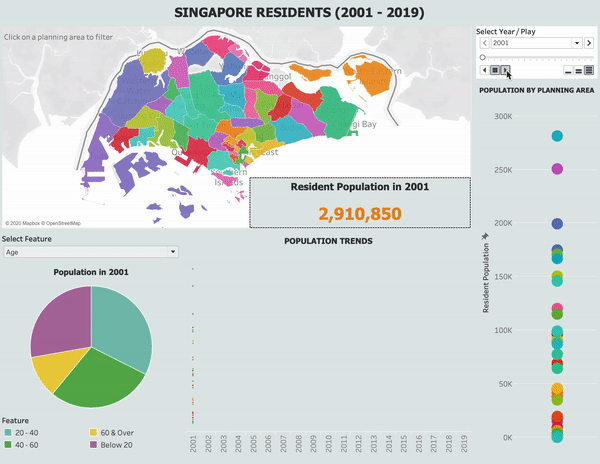 SINGAPORE RESIDENTS (2001 - 2019)
Click on a planning area to filter
Select Year / Play
2001
Islands
Resident Population in 2001
2,910,850
© 2020 Mapbox © OpenStreetMap
POPULATION BY PLANNING AREA
300K
250K
200K
150K
100K
50K
0K
Resident Population
Select Feature
Age
Population in 2001
Feature
20 - 40
60 & Over
40 - 60
Below 20
POPULATION TRENDS
2001
2002
2003
2004
2005
2006
2007
2008
2009
2010
2011
2012
2013
2014
2015
2016
2017
2018
2019